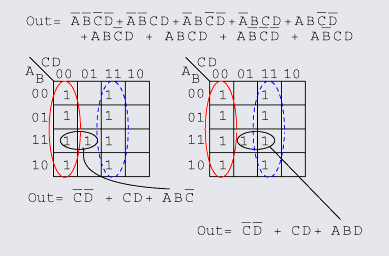 Out= A̅B̅C̅D̅+A̅B̅CD+A̅BC̅D̅+A̅BCD+ABC̅D̅
+ABC̅D + ABCD + AB̅C̅D̅ + AB̅CD
CD CD
A B 00 01 11 10 A B 00 01 11 10
00 1 1 00 1 1
01 1 1 01 1 1
11 1 1 1 11 1 1 1
10 1 1 10 1 1
Out= C̅D̅ + CD+ ABC̅
Out= C̅D̅ + CD+ ABD